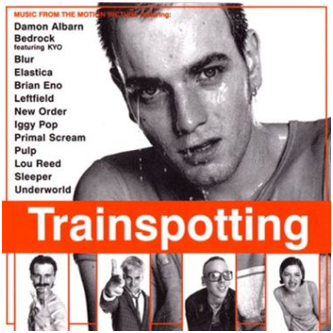 MUSIC FROM THE MOTION PICTURE featuring:
Damon Albarn
Bedrock
featuring KYO
Blur
Elastica
Brian Eno
Leftfield
New Order
Iggy Pop
Primal Scream
Pulp
Lou Reed
Sleeper
Underworld
Trainspotting